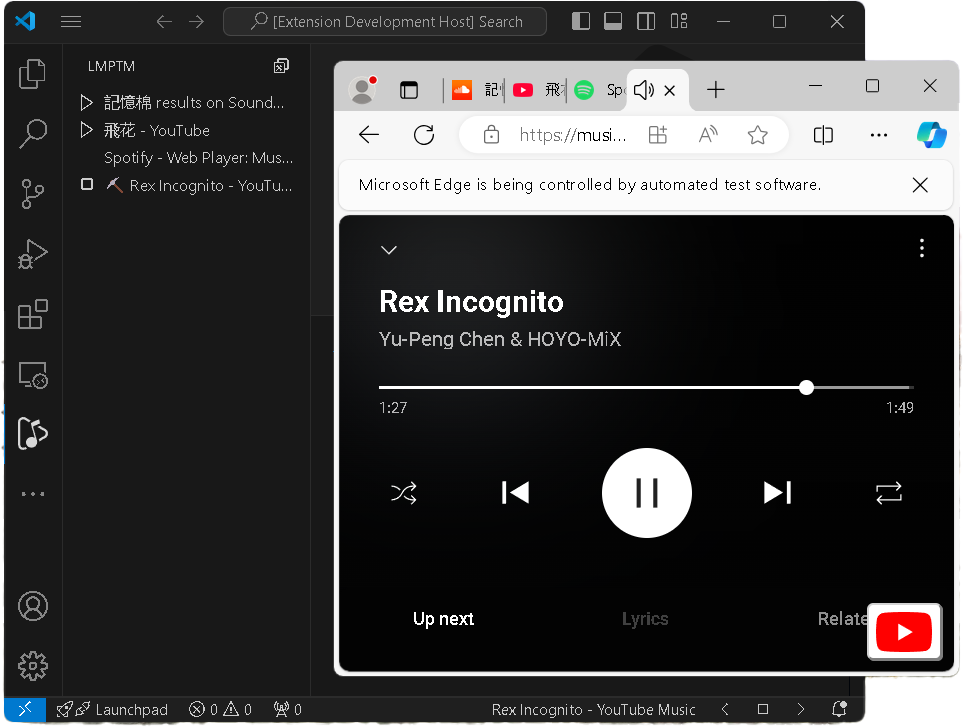 [Extension Development Host] Search
LMPTM
記憶棉 results on Sound...
飛花 - YouTube
Spotify - Web Player: Mus...
Rex Incognito - YouTu...
記 飛 Spo
https://musi...
Microsoft Edge is being controlled by automated test software.
Rex Incognito
Yu-Peng Chen & HOYO-MiX
1:27 1:49
Up next Lyrics Relate
Launchpad 0 0 0 Rex Incognito - YouTube Music